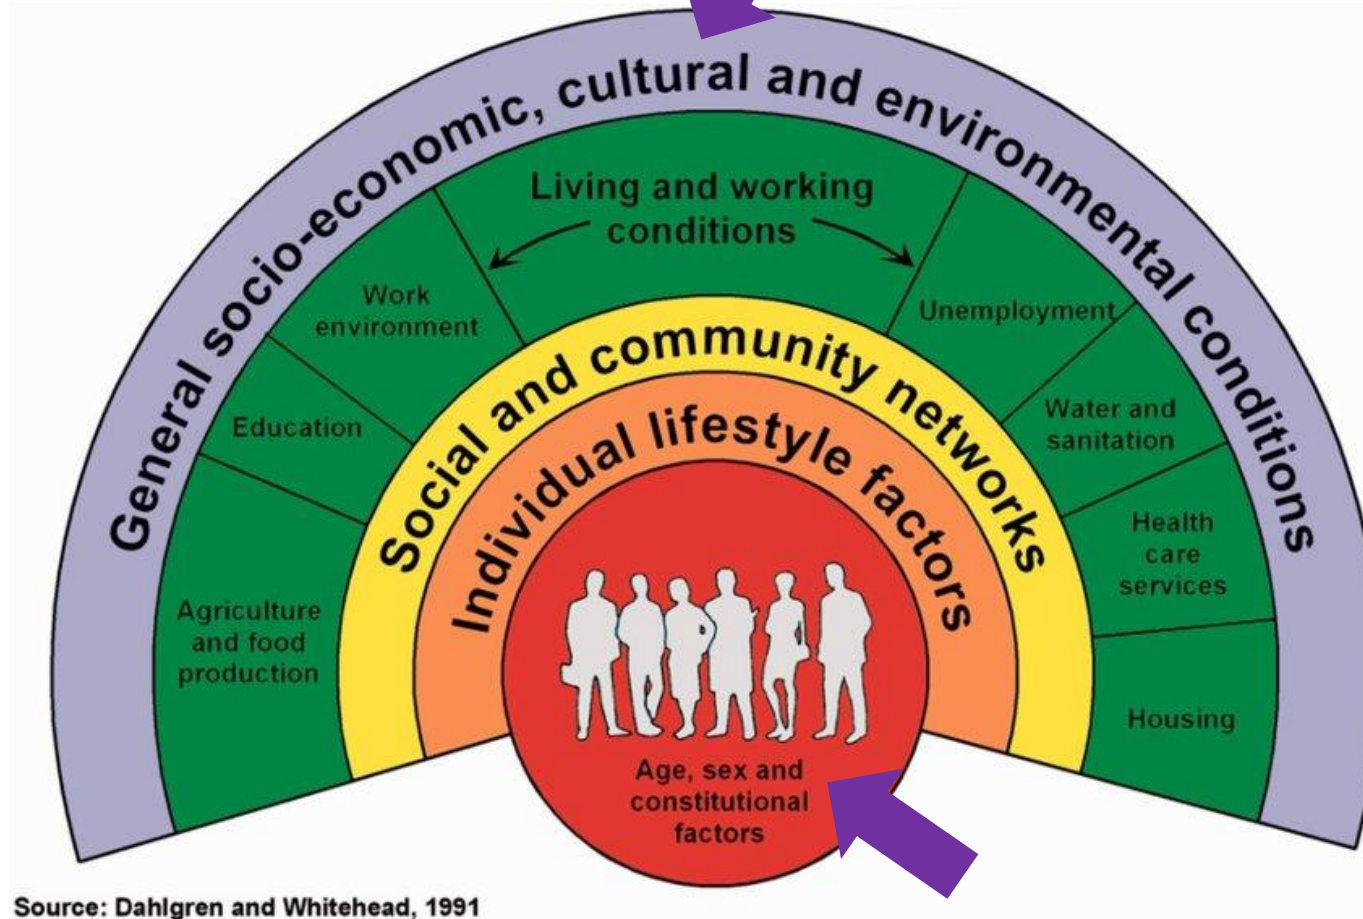 General socio-economic, cultural and environmental conditions
Living and working
conditions
Work
environment
Unemployment
Education
Water and
sanitation
Agriculture
and food
production
Health
care
services
Housing
Social and community networks
Individual lifestyle factors
Age, sex and
constitutional
factors
Source: Dahlgren and Whitehead, 1991